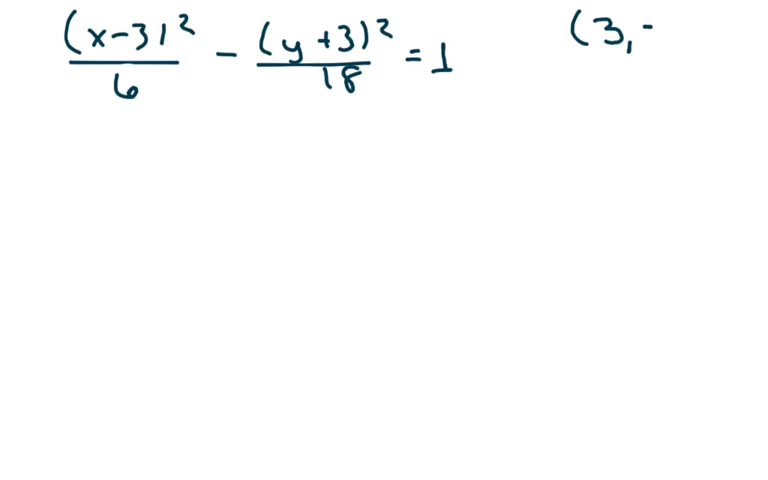 (x-3)² / 6 - (y+3)² / 18 = 1 (3,-